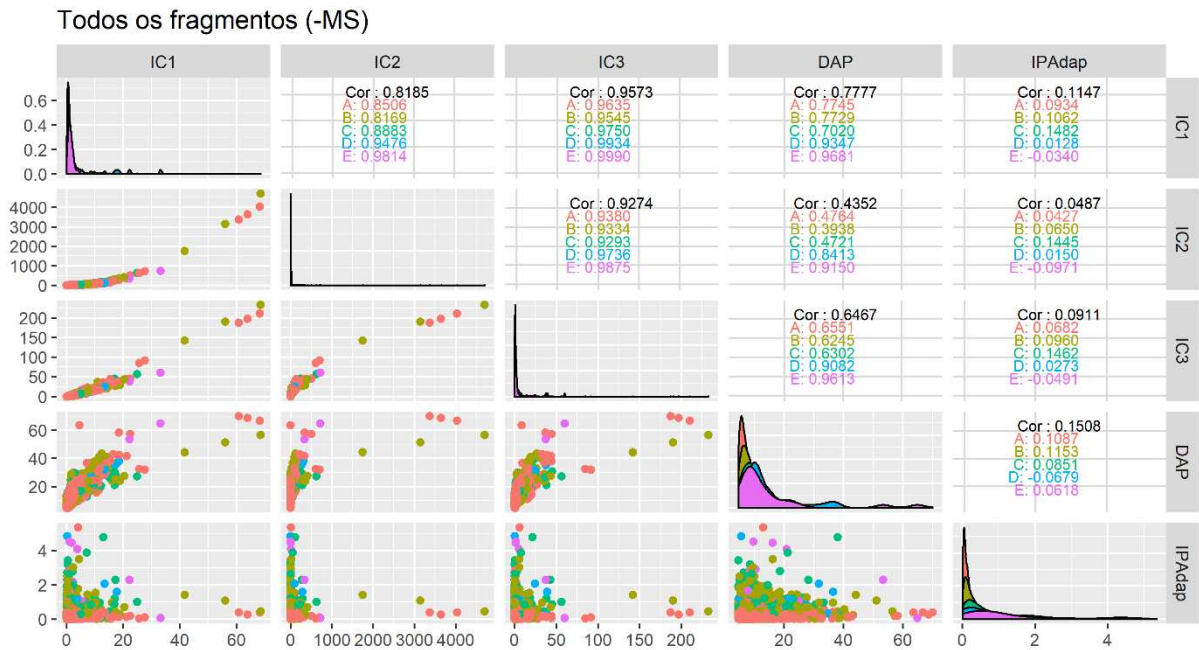 Todos os fragmentos (-MS)
IC1 IC2 IC3 DAP IPAdap
0.6
0.4
0.2
0.0
Cor : 0.8185
A: 0.8506
B: 0.8169
C: 0.8883
D: 0.9476
E: 0.9814
Cor : 0.9573
A: 0.9635
B: 0.9545
C: 0.9750
D: 0.9934
E: 0.9990
Cor : 0.7777
A: 0.7745
B: 0.7729
C: 0.7020
D: 0.9347
E: 0.9681
Cor : 0.1147
A: 0.0934
B: 0.1062
C: 0.1482
D: 0.0128
E: -0.0340
IC1
4000
3000
2000
1000
0
Cor : 0.9274
A: 0.9380
B: 0.9334
C: 0.9293
D: 0.9736
E: 0.9875
Cor : 0.4352
A: 0.4764
B: 0.3938
C: 0.4721
D: 0.8413
E: 0.9150
Cor : 0.0487
A: 0.0427
B: 0.0650
C: 0.1445
D: 0.0150
E: -0.0971
IC2
200
150
100
50
0
Cor : 0.6467
A: 0.6551
B: 0.6245
C: 0.6302
D: 0.9082
E: 0.9613
Cor : 0.0911
A: 0.0682
B: 0.0960
C: 0.1462
D: 0.0273
E: -0.0491
IC3
60
40
20
Cor : 0.1508
A: 0.1087
B: 0.1153
C: 0.0851
D: -0.0679
E: 0.0618
DAP
4
2
0
IPAdap
0 20 40 60
0 1000 2000 3000 4000
0 50 100 150 200
20 40 60
0 2 4